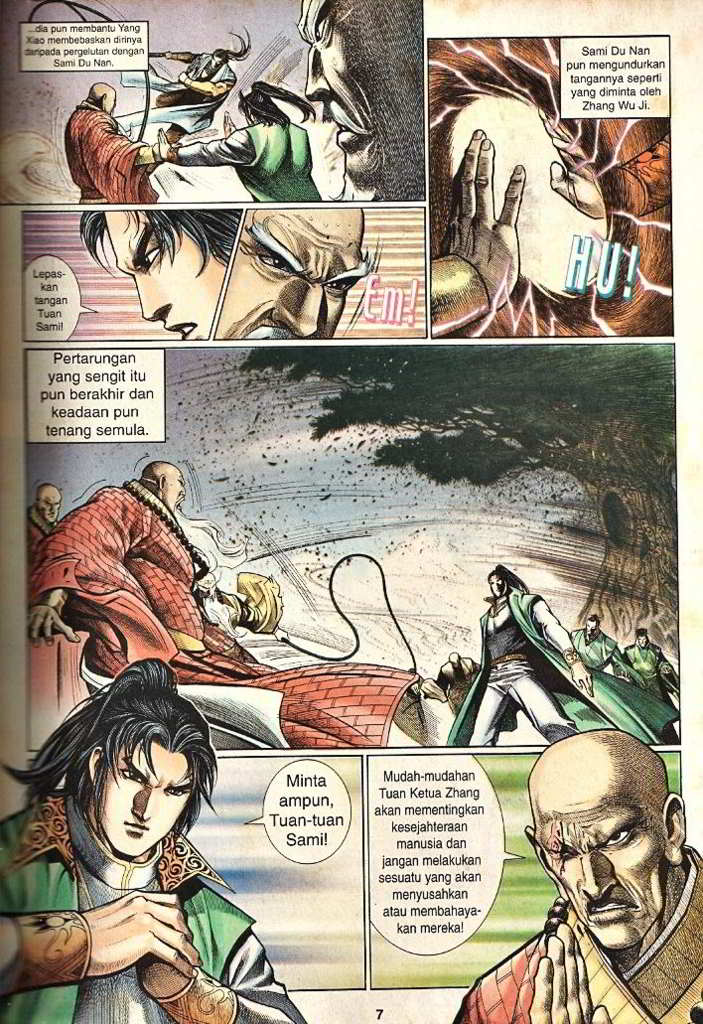 ...dia pun membantu Yang
Xiao membebaskan dirinya
daripada pergelutan dengan
Sami Du Nan.
Sami Du Nan
pun mengundurkan
tangannya seperti
yang diminta oleh
Zhang Wu Ji.
HU!
Lepas-
kan
tangan
Tuan
Sami!
Em!
Pertarungan
yang sengit itu
pun berakhir dan
keadaan pun
tenang semula.
Minta
ampun,
Tuan-tuan
Sami!
Mudah-mudahan
Tuan Ketua Zhang
akan mementingkan
kesejahteraan
manusia dan
jangan melakukan
sesuatu yang akan
menyusahkan
atau membahaya-
kan mereka!
7